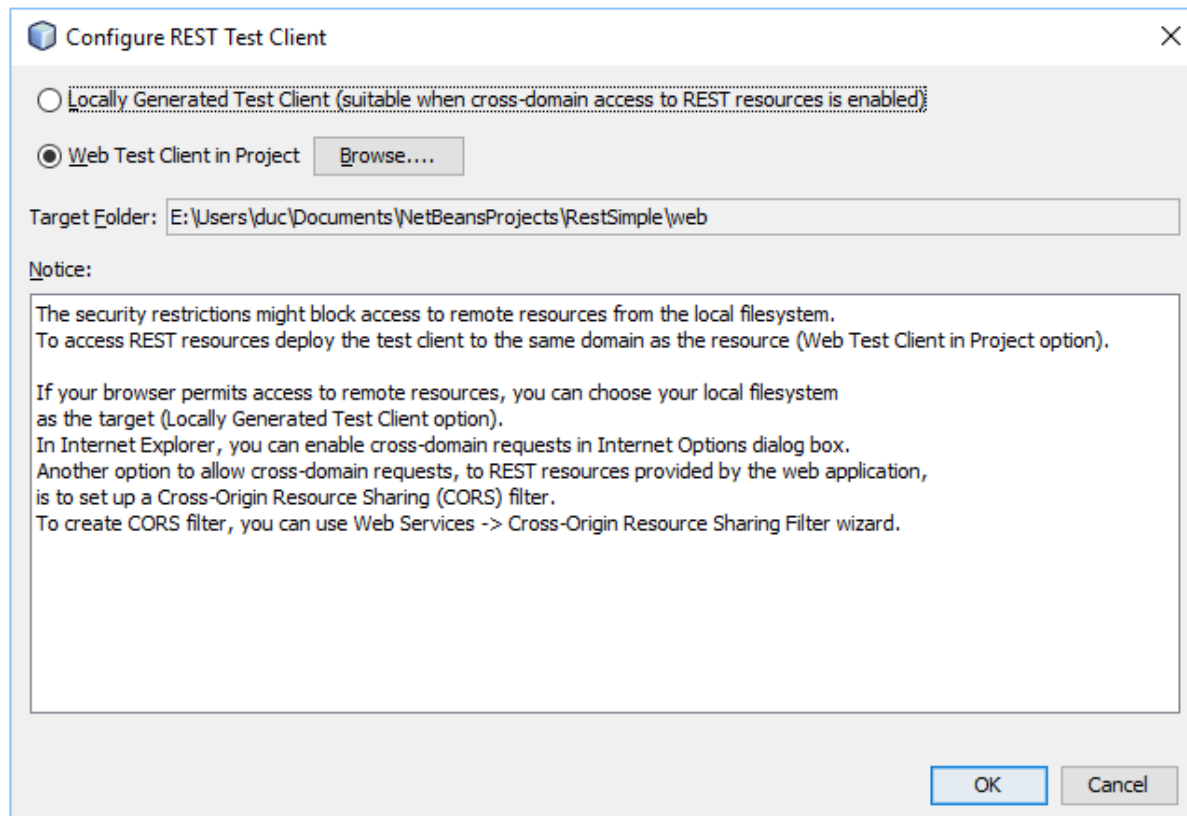 Configure REST Test Client
Locally Generated Test Client (suitable when cross-domain access to REST resources is enabled)
Web Test Client in Project Browse....
Target Folder: E:\Users\duc\Documents\NetBeansProjects\RestSimple\web
Notice:
The security restrictions might block access to remote resources from the local filesystem.
To access REST resources deploy the test client to the same domain as the resource (Web Test Client in Project option).
If your browser permits access to remote resources, you can choose your local filesystem
as the target (Locally Generated Test Client option).
In Internet Explorer, you can enable cross-domain requests in Internet Options dialog box.
Another option to allow cross-domain requests, to REST resources provided by the web application,
is to set up a Cross-Origin Resource Sharing (CORS) filter.
To create CORS filter, you can use Web Services -> Cross-Origin Resource Sharing Filter wizard.
OK Cancel